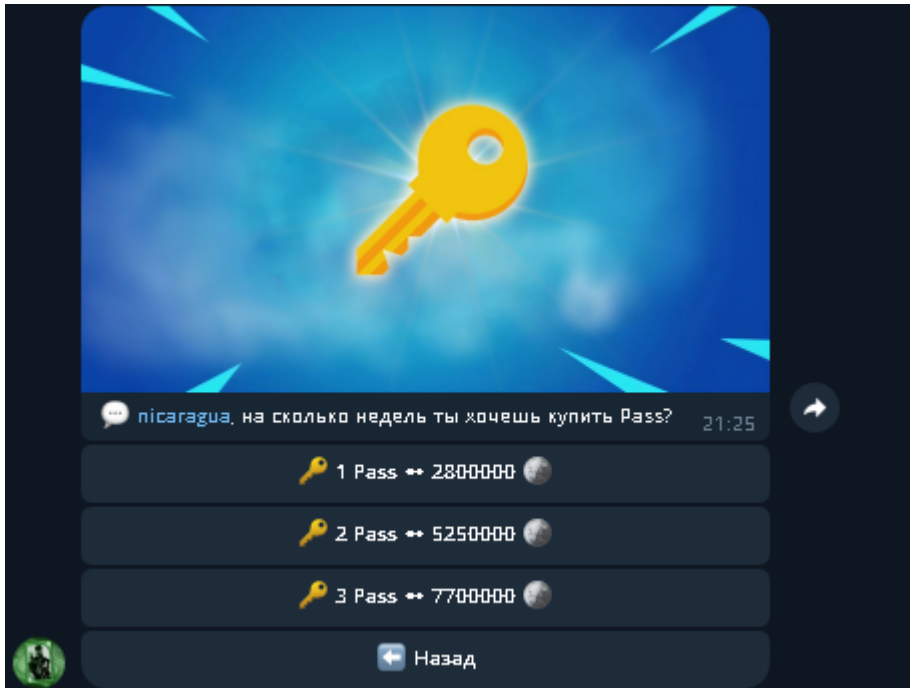 nicaragua, на сколько недель ты хочешь купить Pass?
21:25
1 Pass ↔ 2800000
2 Pass ↔ 5250000
3 Pass ↔ 7700000
Назад